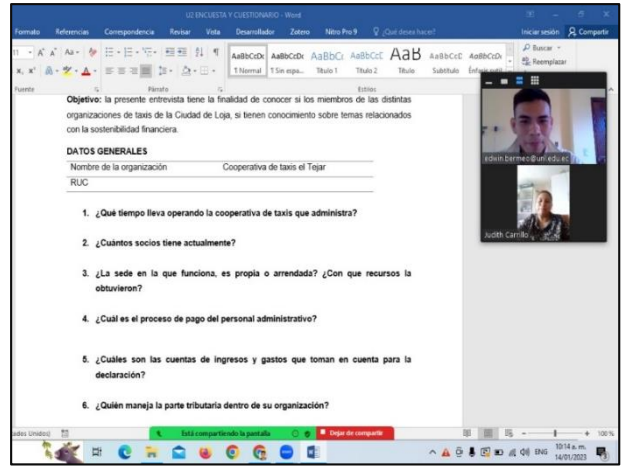 U2 ENCUESTA Y CUESTIONARIO - Word
Formato Referencias Correspondencia Revisar Vista Desarrollador Zotero Nitro Pro 9 ¿Qué desea hacer? Iniciar sesión Compartir
11 A A Aa
AaBbCcDc AaBbCcDc AaBbCc AaBbCcC AaB AaBbCcC AaBbCcDc
¶ Normal ¶ Sin espa... Título 1 Título 2 Título Subtítulo Énfasis sutil
Buscar
Reemplazar
Fuente Párrafo Estilos
Objetivo: la presente entrevista tiene la finalidad de conocer si los miembros de las distintas
organizaciones de taxis de la Ciudad de Loja, si tienen conocimiento sobre temas relacionados
con la sostenibilidad financiera.
DATOS GENERALES
Nombre de la organización Cooperativa de taxis el Tejar
RUC
1. ¿Qué tiempo lleva operando la cooperativa de taxis que administra?
2. ¿Cuántos socios tiene actualmente?
3. ¿La sede en la que funciona, es propia o arrendada? ¿Con que recursos la
obtuvieron?
4. ¿Cuál es el proceso de pago del personal administrativo?
5. ¿Cuáles son las cuentas de ingresos y gastos que toman en cuenta para la
declaración?
6. ¿Quién maneja la parte tributaria dentro de su organización?
edwin.bermeo@unl.edu.ec
Judith Carrillo
ades Unidos)
Está compartiendo la pantalla
Dejar de compartir
100 %
ENG
10:14 a. m.
14/01/2023